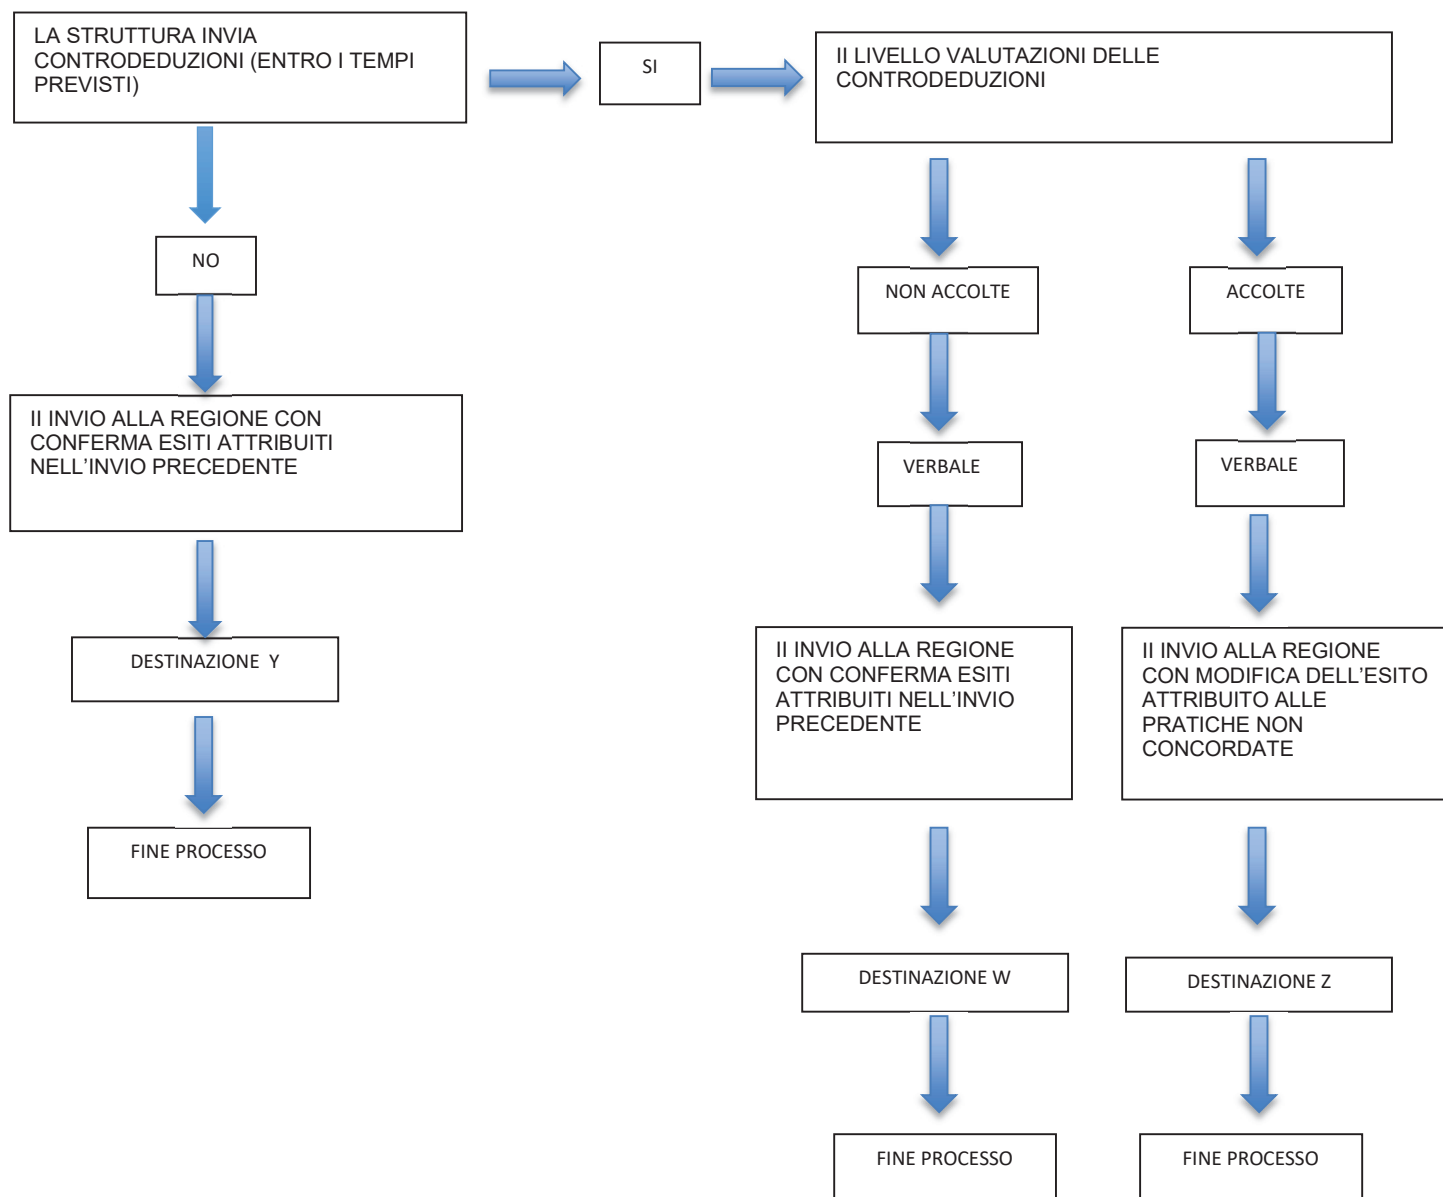 LA STRUTTURA INVIA
CONTRODEDUZIONI (ENTRO I TEMPI
PREVISTI)
SI
II LIVELLO VALUTAZIONI DELLE
CONTRODEDUZIONI
NO
NON ACCOLTE
ACCOLTE
II INVIO ALLA REGIONE CON
CONFERMA ESITI ATTRIBUITI
NELL’INVIO PRECEDENTE
VERBALE
VERBALE
DESTINAZIONE Y
II INVIO ALLA REGIONE
CON CONFERMA ESITI
ATTRIBUITI NELL’INVIO
PRECEDENTE
II INVIO ALLA REGIONE
CON MODIFICA DELL’ESITO
ATTRIBUITO ALLE
PRATICHE NON
CONCORDATE
FINE PROCESSO
DESTINAZIONE W
DESTINAZIONE Z
FINE PROCESSO
FINE PROCESSO